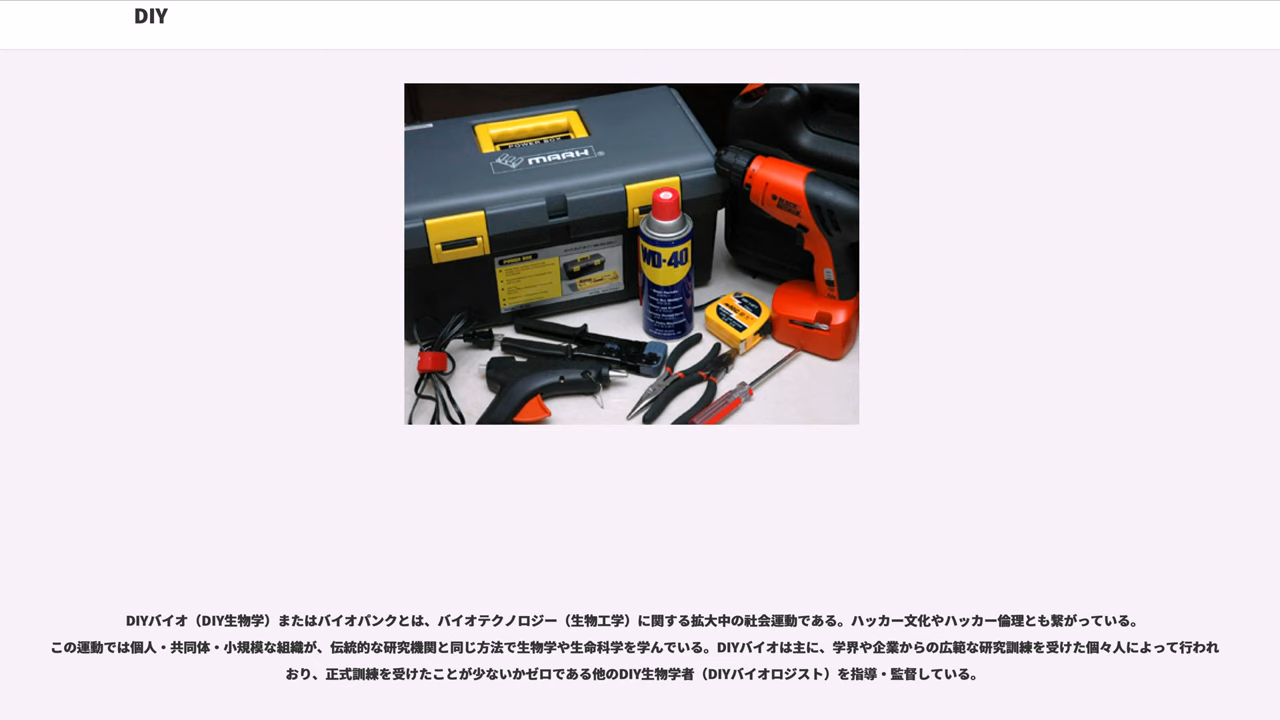 DIY
POWER BOX
MARK®
POWER BOX
WD-40
BLACK&
DECKER
DIYバイオ（DIY生物学）またはバイオパンクとは、バイオテクノロジー（生物工学）に関する拡大中の社会運動である。ハッカー文化やハッカー倫理とも繋がっている。
この運動では個人・共同体・小規模な組織が、伝統的な研究機関と同じ方法で生物学や生命科学を学んでいる。DIYバイオは主に、学界や企業からの広範な研究訓練を受けた個々人によって行われ
おり、正式訓練を受けたことが少ないかゼロである他のDIY生物学者（DIYバイオロジスト）を指導・監督している。